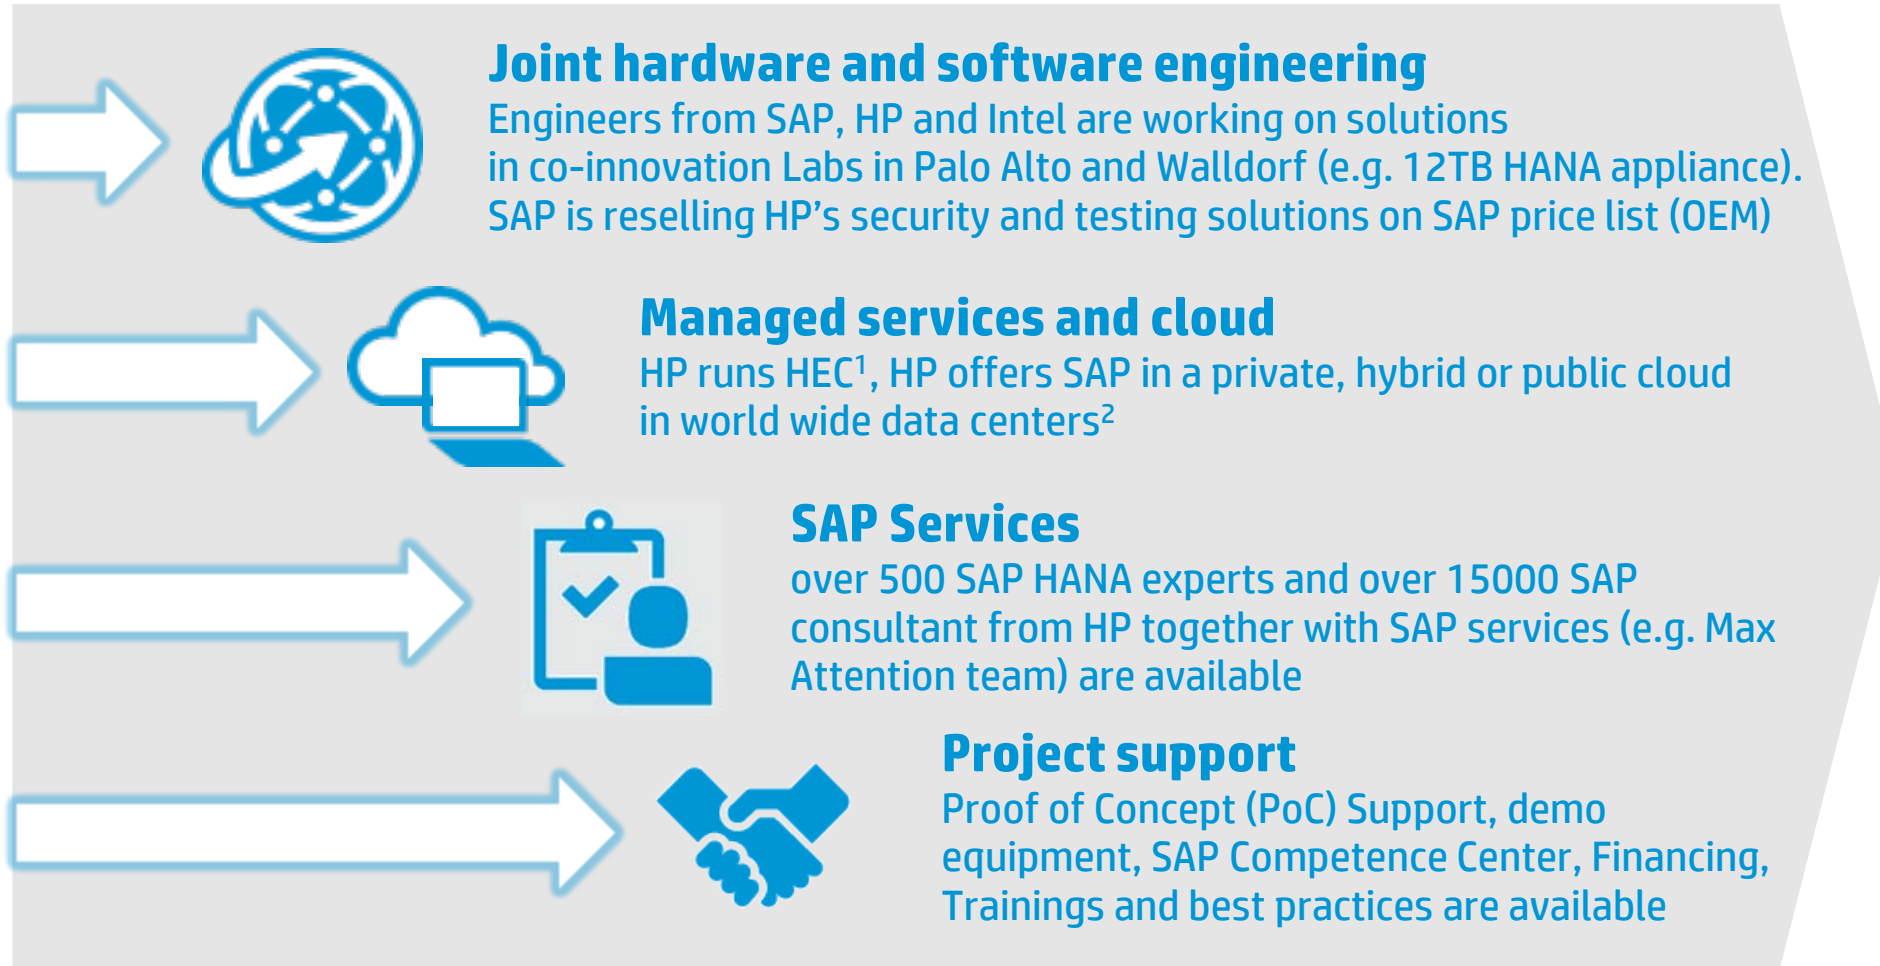 Joint hardware and software engineering
Engineers from SAP, HP and Intel are working on solutions
in co-innovation Labs in Palo Alto and Walldorf (e.g. 12TB HANA appliance).
SAP is reselling HP’s security and testing solutions on SAP price list (OEM)
Managed services and cloud
HP runs HEC¹, HP offers SAP in a private, hybrid or public cloud
in world wide data centers²
SAP Services
over 500 SAP HANA experts and over 15000 SAP
consultant from HP together with SAP services (e.g. Max
Attention team) are available
Project support
Proof of Concept (PoC) Support, demo
equipment, SAP Competence Center, Financing,
Trainings and best practices are available